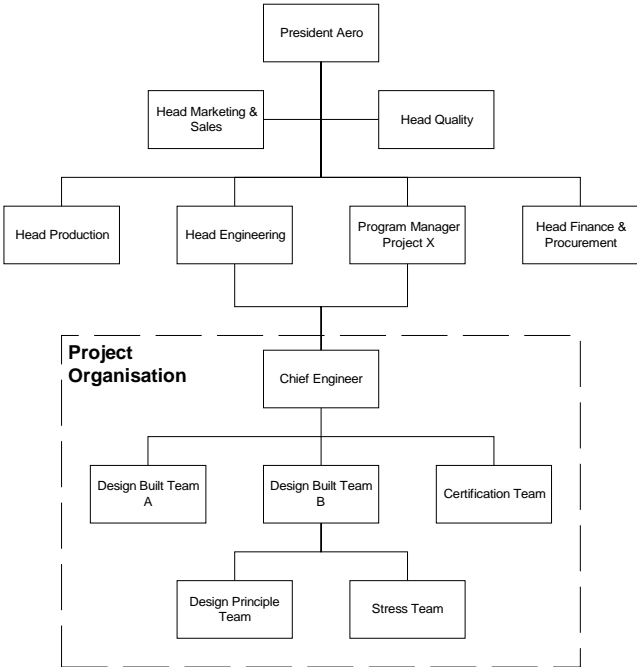 President Aero
Head Marketing &
Sales
Head Quality
Head Production
Head Engineering
Program Manager
Project X
Head Finance &
Procurement
Project
Organisation
Chief Engineer
Design Built Team
A
Design Built Team
B
Certification Team
Design Principle
Team
Stress Team